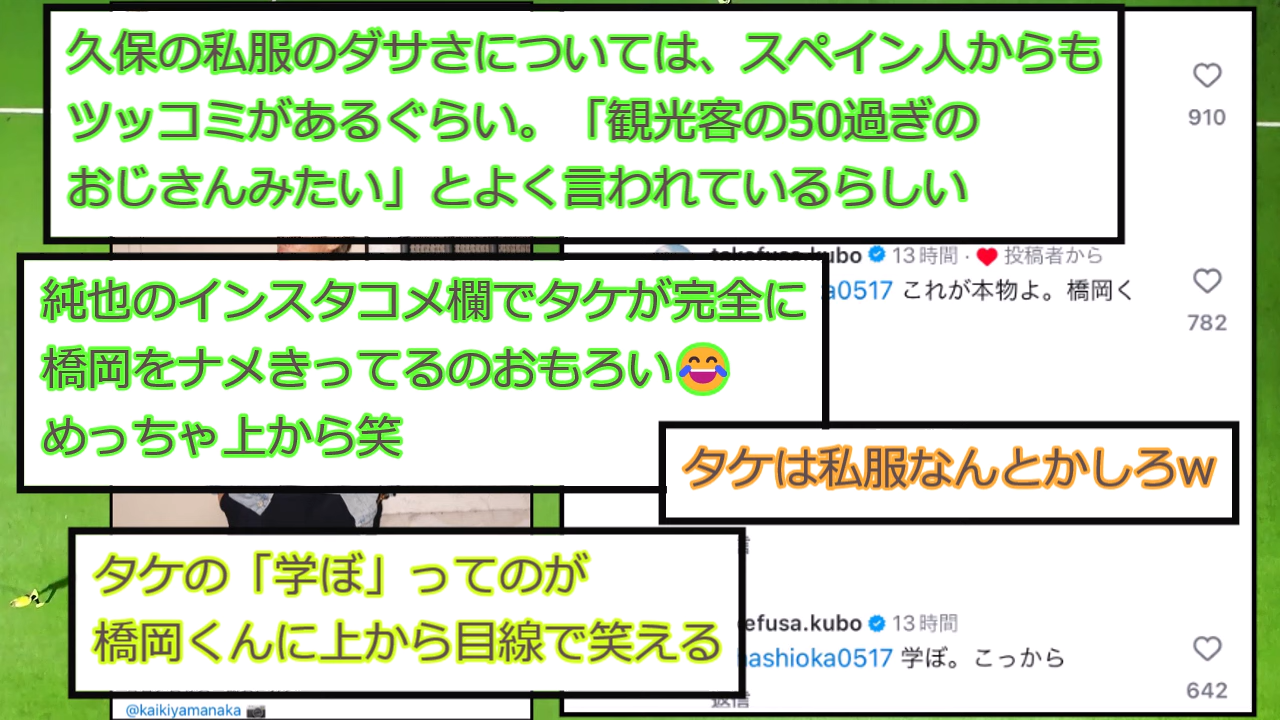 久保の私服のダサさについては、スペイン人からも
ツッコミがあるぐらい。「観光客の50過ぎの
おじさんみたい」とよく言われているらしい
910
takefusa.kubo 13時間・❤️投稿者から
a0517 これが本物よ。橋岡く
782
純也のインスタコメ欄でタケが完全に
橋岡をナメきってるのおもろい😂
めっちゃ上から笑
タケは私服なんとかしろw
タケの「学ぼ」ってのが
橋岡くんに上から目線で笑える
efusa.kubo 13時間
hashioka0517 学ぼ。こっから
642
返信
@kaikiyamanaka 📷